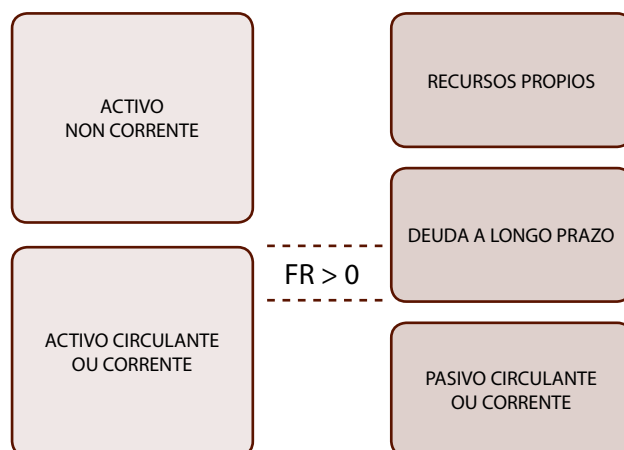 ACTIVO
NON CORRENTE
ACTIVO CIRCULANTE
OU CORRENTE
FR > 0
RECURSOS PROPIOS
DEUDA A LONGO PRAZO
PASIVO CIRCULANTE
OU CORRENTE